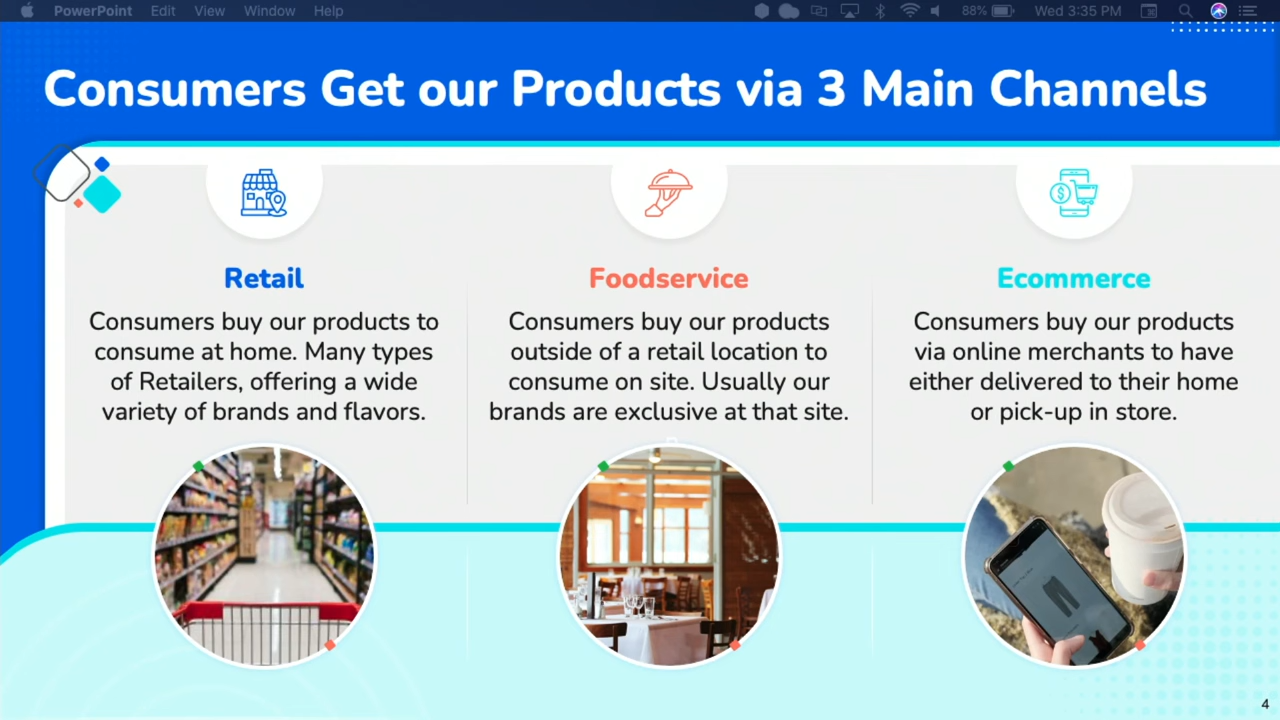 PowerPoint Edit View Window Help 88% Wed 3:35 PM
Consumers Get our Products via 3 Main Channels
Retail
Consumers buy our products to
consume at home. Many types
of Retailers, offering a wide
variety of brands and flavors.
Foodservice
Consumers buy our products
outside of a retail location to
consume on site. Usually our
brands are exclusive at that site.
$
Ecommerce
Consumers buy our products
via online merchants to have
either delivered to their home
or pick-up in store.
4